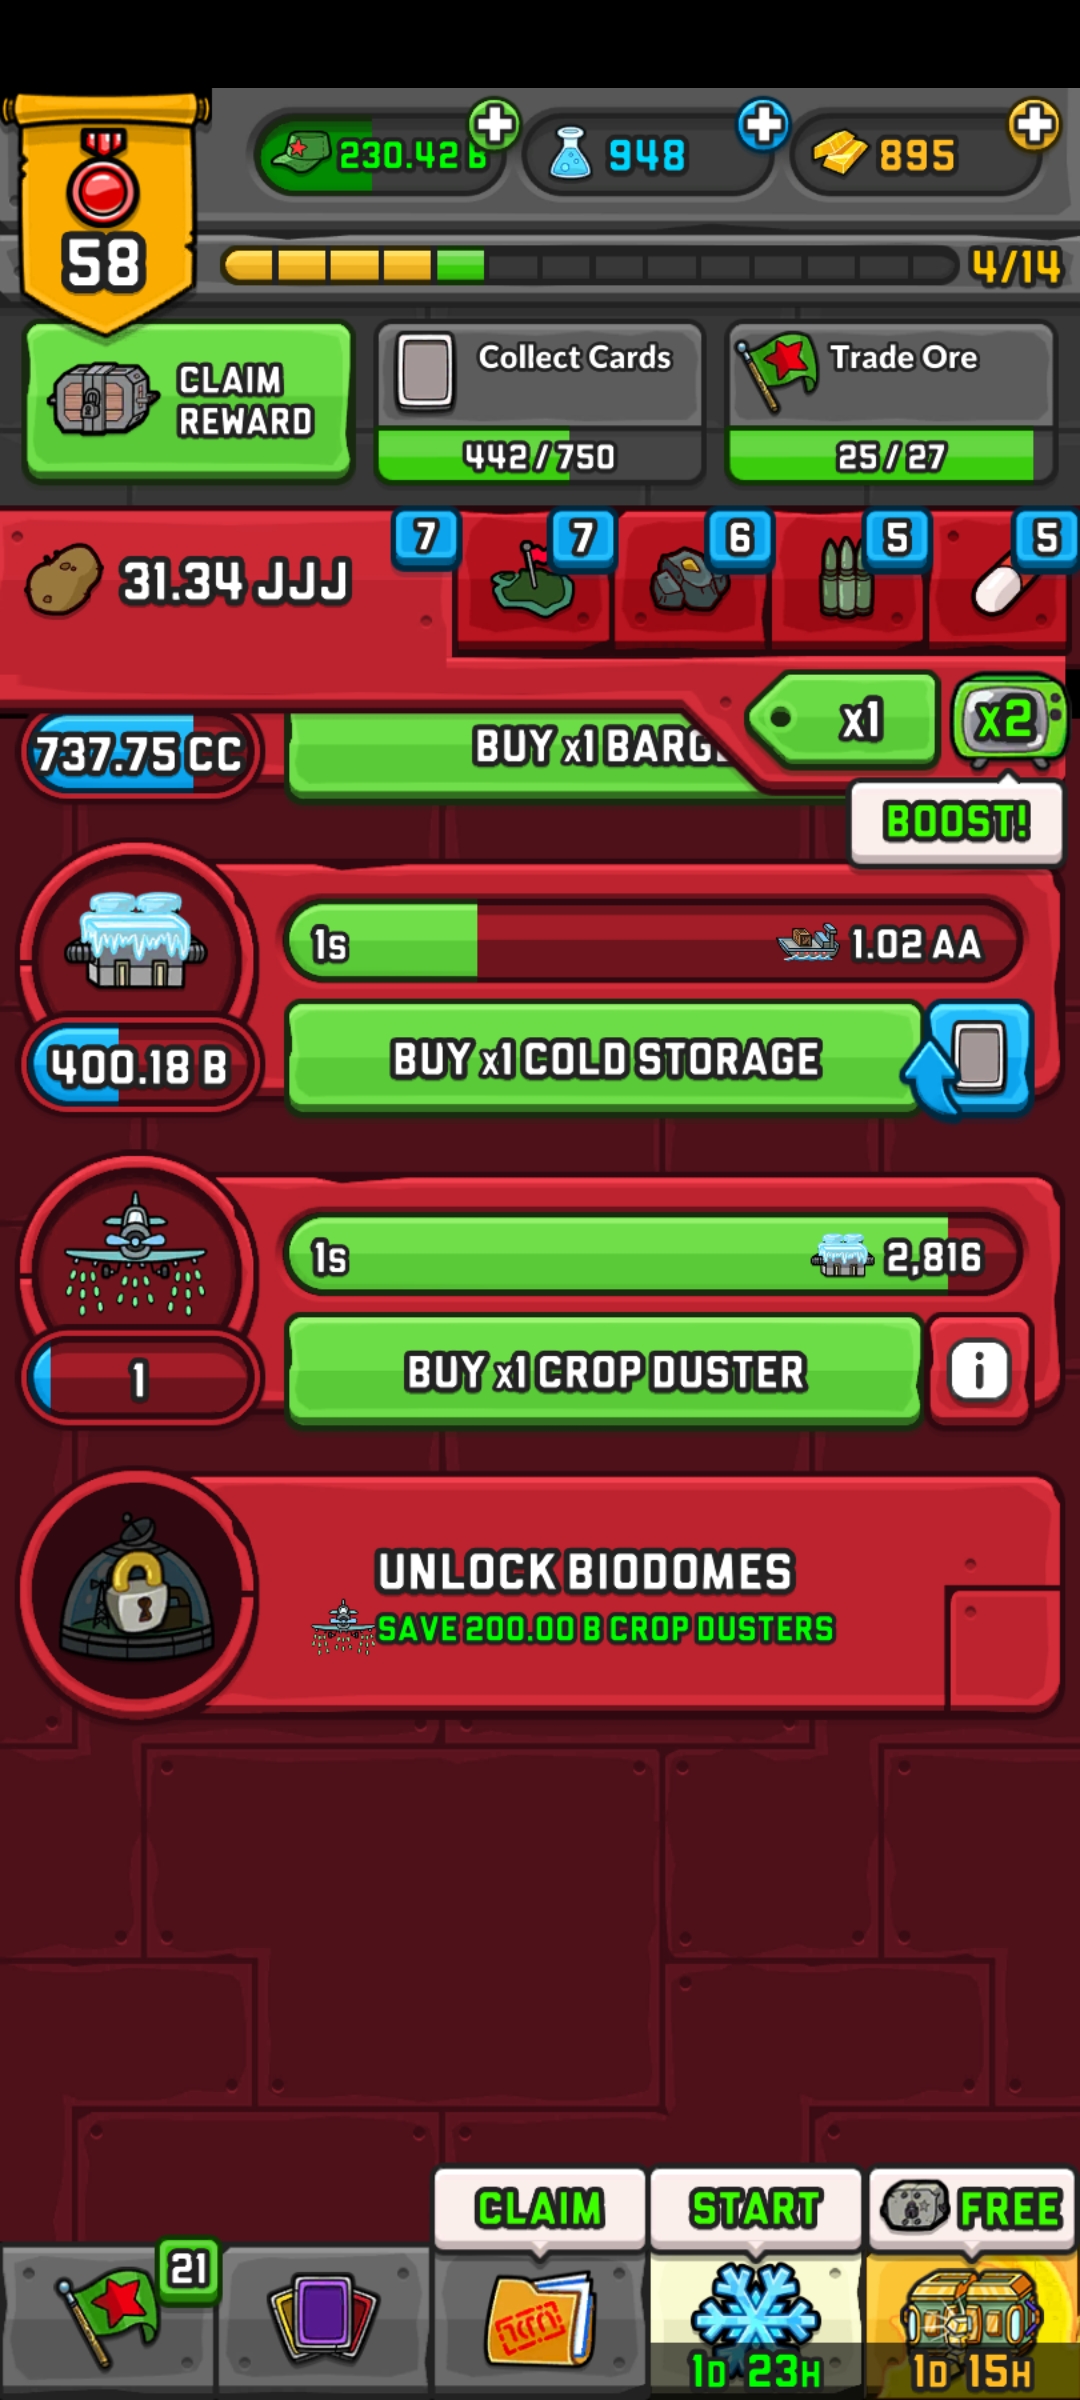 230.42 B
948
895
58
4/14
CLAIM
REWARD
Collect Cards
442/750
Trade Ore
25/27
31.34 JJJ
7
7
6
5
5
x1
x2
BOOST!
737.75 CC
BUY x1 BARG
1s
1.02 AA
400.18 B
BUY x1 COLD STORAGE
1s
2,816
1
BUY x1 CROP DUSTER
i
UNLOCK BIODOMES
SAVE 200.00 B CROP DUSTERS
CLAIM
START
FREE
21
1D 23H
1D 15H